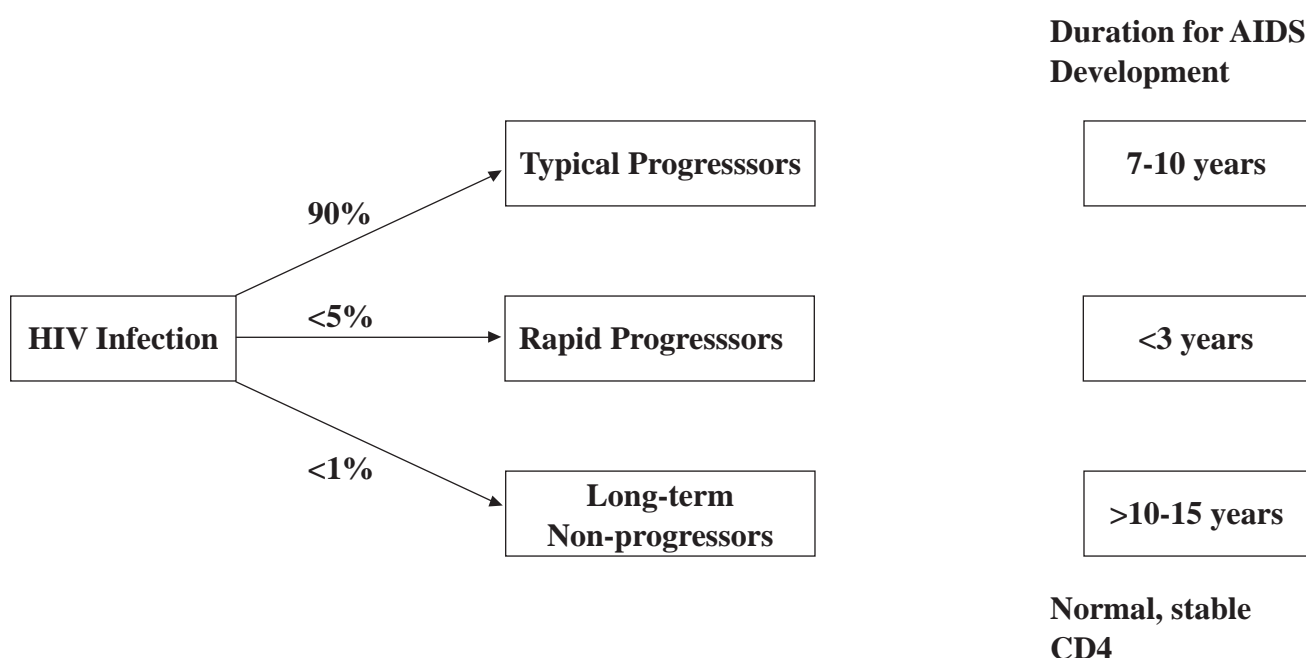 Duration for AIDS
Development
Typical Progresssors
7-10 years
90%
HIV Infection
<5%
Rapid Progresssors
<3 years
<1%
Long-term
Non-progressors
>10-15 years
Normal, stable
CD4